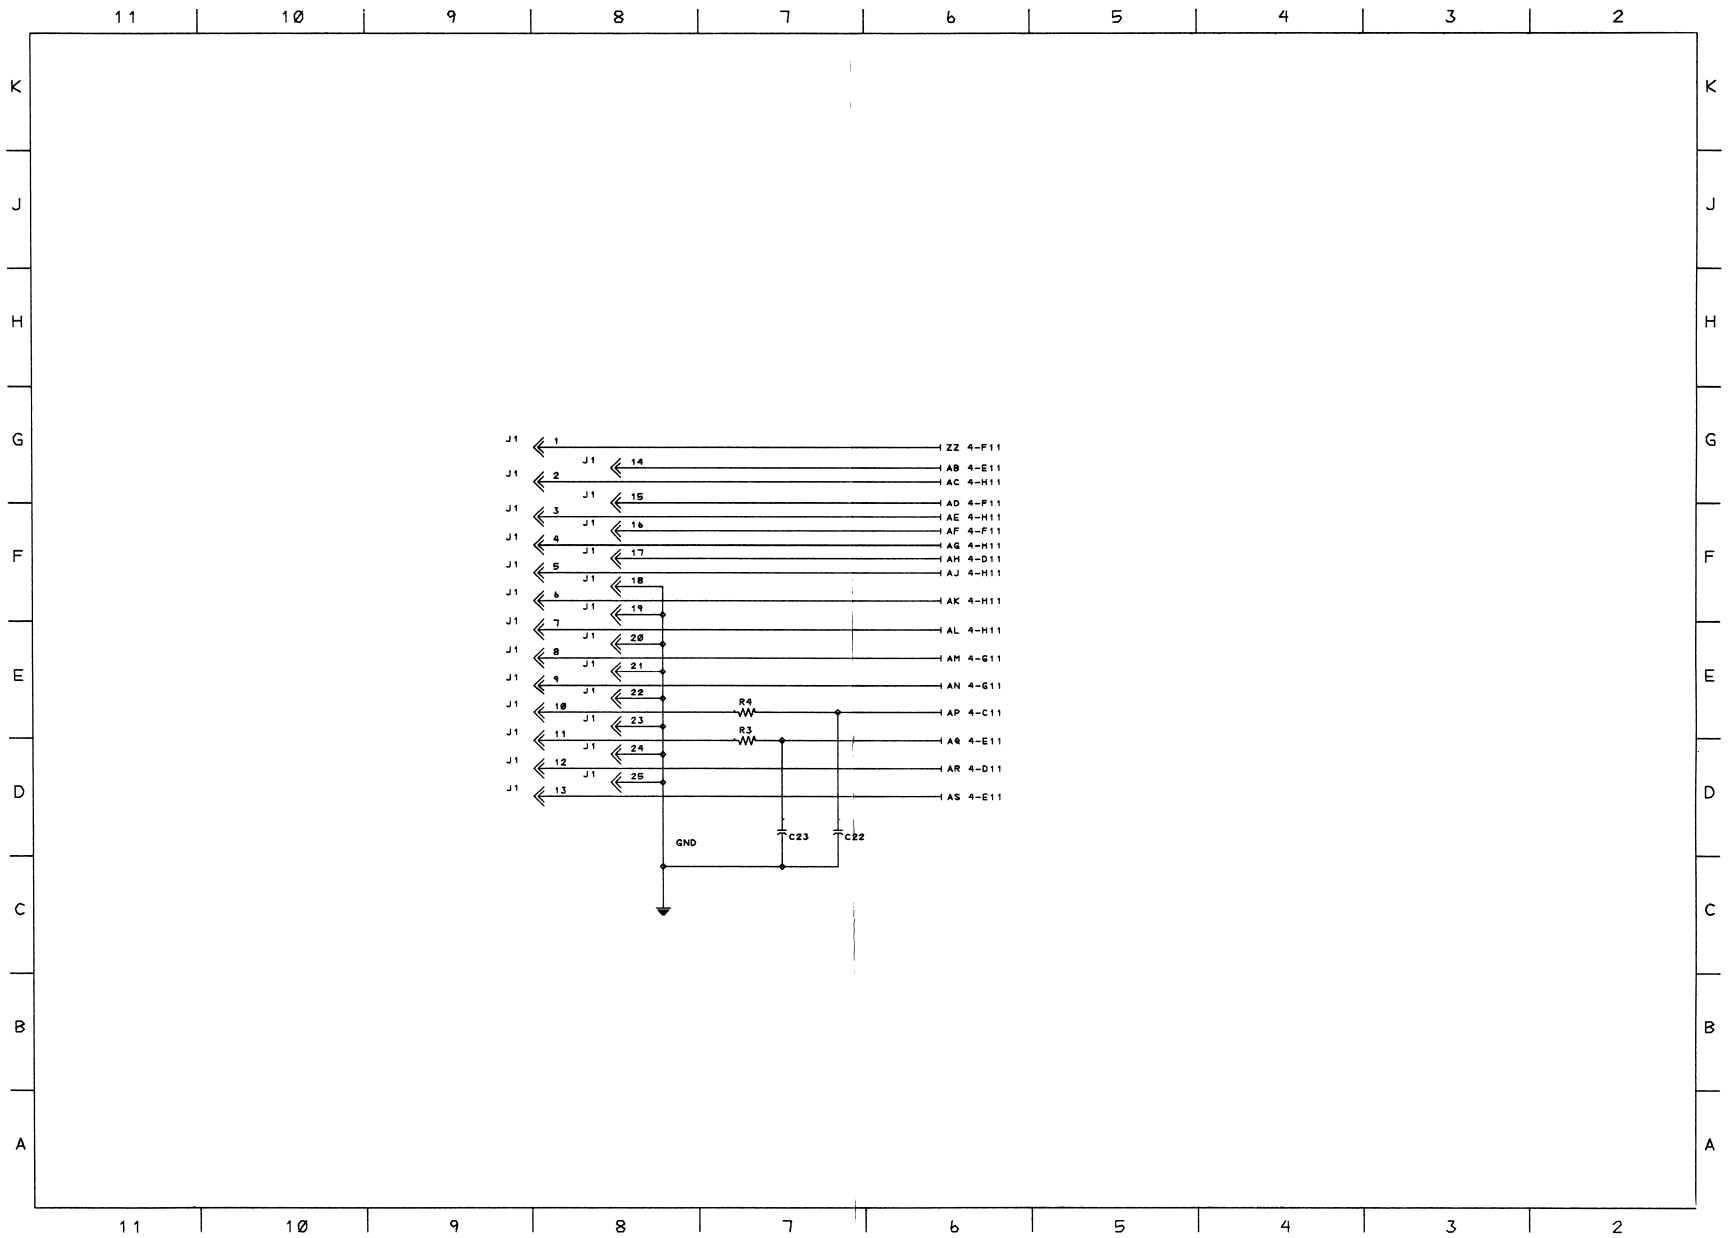 11 10 9 8 7 6 5 4 3 2
K K
J J
H H
G G
J1 1 ZZ 4-F11
J1 14 AB 4-E11
J1 2 AC 4-H11
J1 15 AD 4-F11
J1 3 AE 4-H11
J1 16 AF 4-F11
J1 4 AG 4-H11
F F
J1 17 AH 4-D11
J1 5 AJ 4-H11
J1 18
J1 6 AK 4-H11
J1 19
J1 7 AL 4-H11
J1 20
J1 8 AM 4-G11
E E
J1 21
J1 9 AN 4-G11
J1 22
J1 10 R4 AP 4-C11
J1 23
J1 11 R3 AQ 4-E11
J1 24
J1 12 AR 4-D11
J1 25
D D
J1 13 AS 4-E11
C23 C22
GND
C C
B B
A A
11 10 9 8 7 6 5 4 3 2